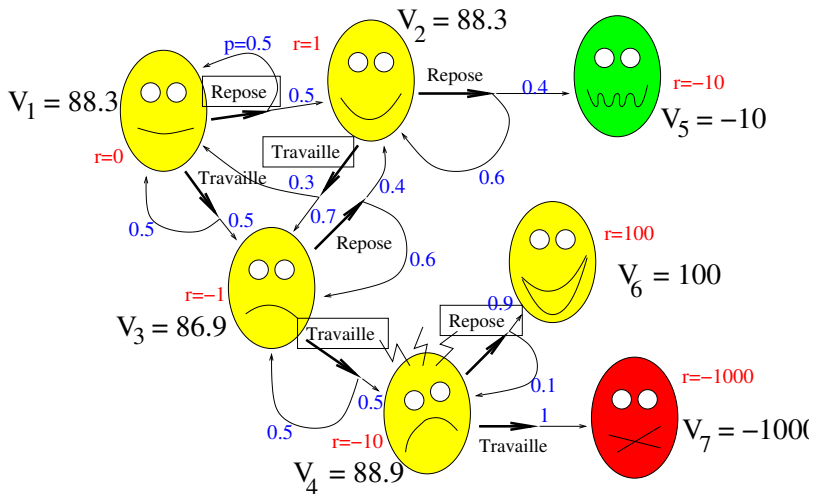 V₂ = 88.3
p=0.5
r=1
Repose
Repose
0.5
0.4
r=−10
V₁ = 88.3
V₅ = −10
r=0
Travaille
Travaille
0.3
0.4
0.6
0.5
0.5
0.7
Repose
0.6
r=100
V₆ = 100
r=−1
0.9
V₃ = 86.9
Travaille
Repose
r=−1000
0.1
0.5
1
0.5
r=−10
Travaille
V₇ = −1000
V₄ = 88.9